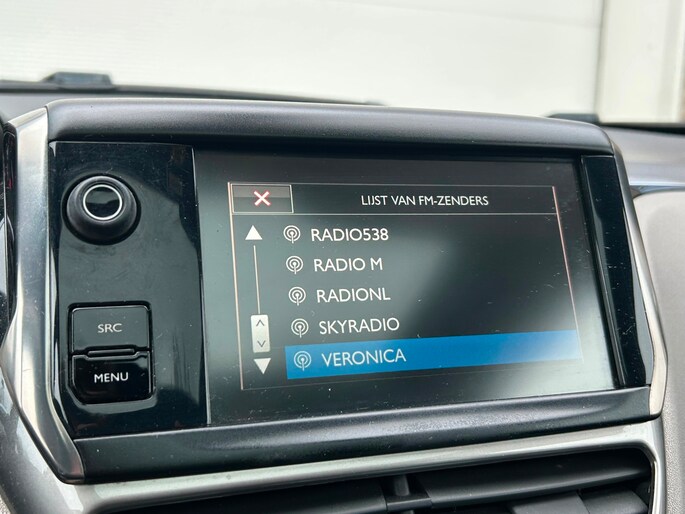 LIJST VAN FM-ZENDERS
RADIO538
RADIO M
RADIONL
SKYRADIO
VERONICA
SRC
MENU